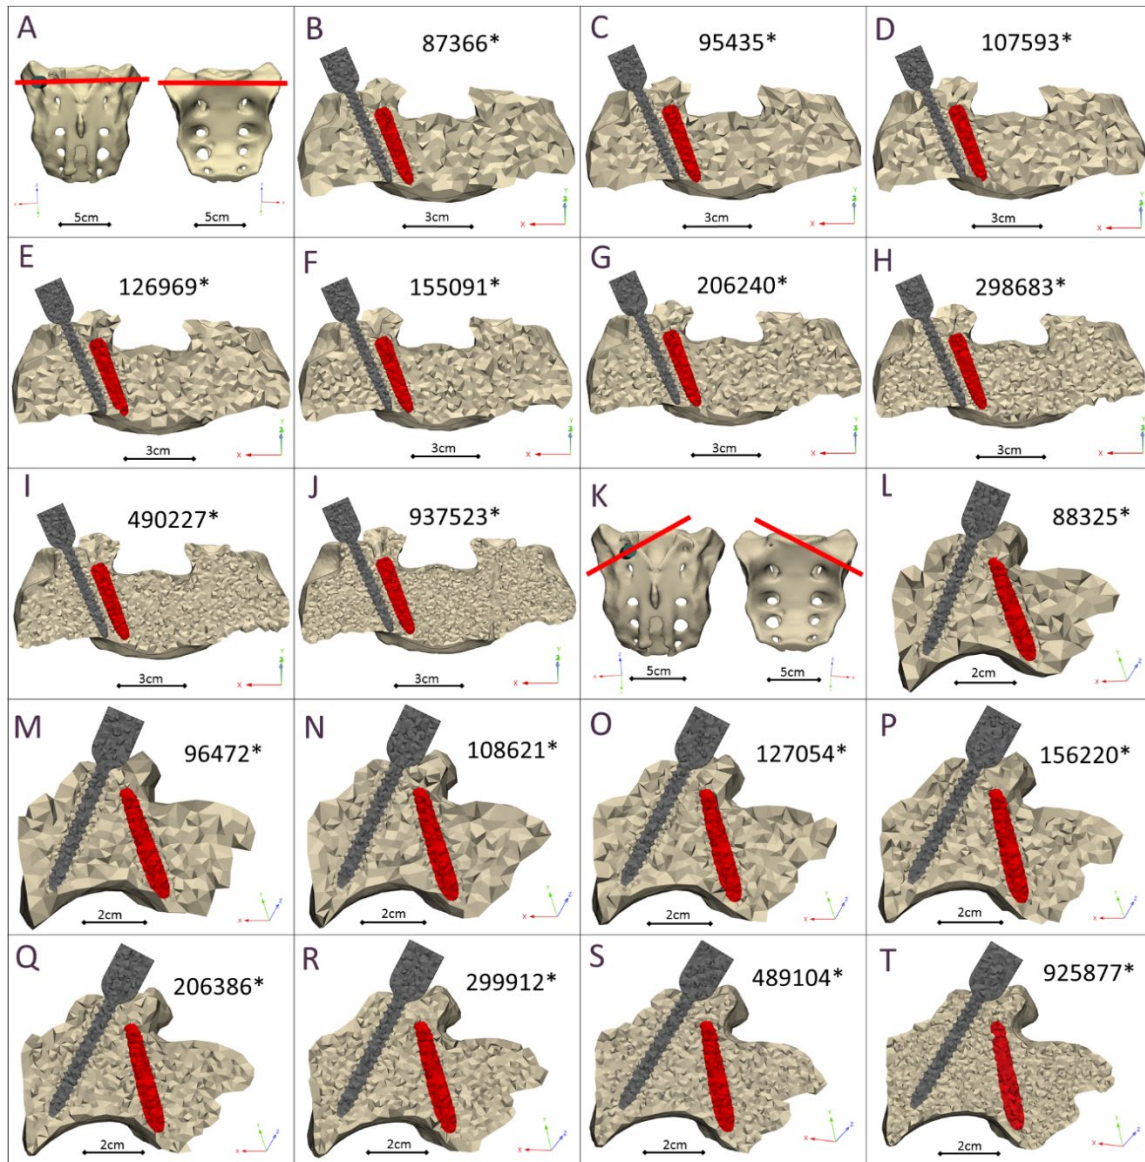 A
5cm
5cm
B
87366*
3cm
X
Y
C
95435*
3cm
X
Y
D
107593*
3cm
X
Y
E
126969*
3cm
X
Y
F
155091*
3cm
X
Y
G
206240*
3cm
X
Y
H
298683*
3cm
X
Y
I
490227*
3cm
X
Y
J
937523*
3cm
X
Y
K
5cm
5cm
L
88325*
2cm
X
Y
Z
M
96472*
2cm
X
Y
Z
N
108621*
2cm
X
Y
Z
O
127054*
2cm
X
Y
Z
P
156220*
2cm
X
Y
Z
Q
206386*
2cm
X
Y
Z
R
299912*
2cm
X
Y
Z
S
489104*
2cm
X
Y
Z
T
925877*
2cm
X
Y
Z